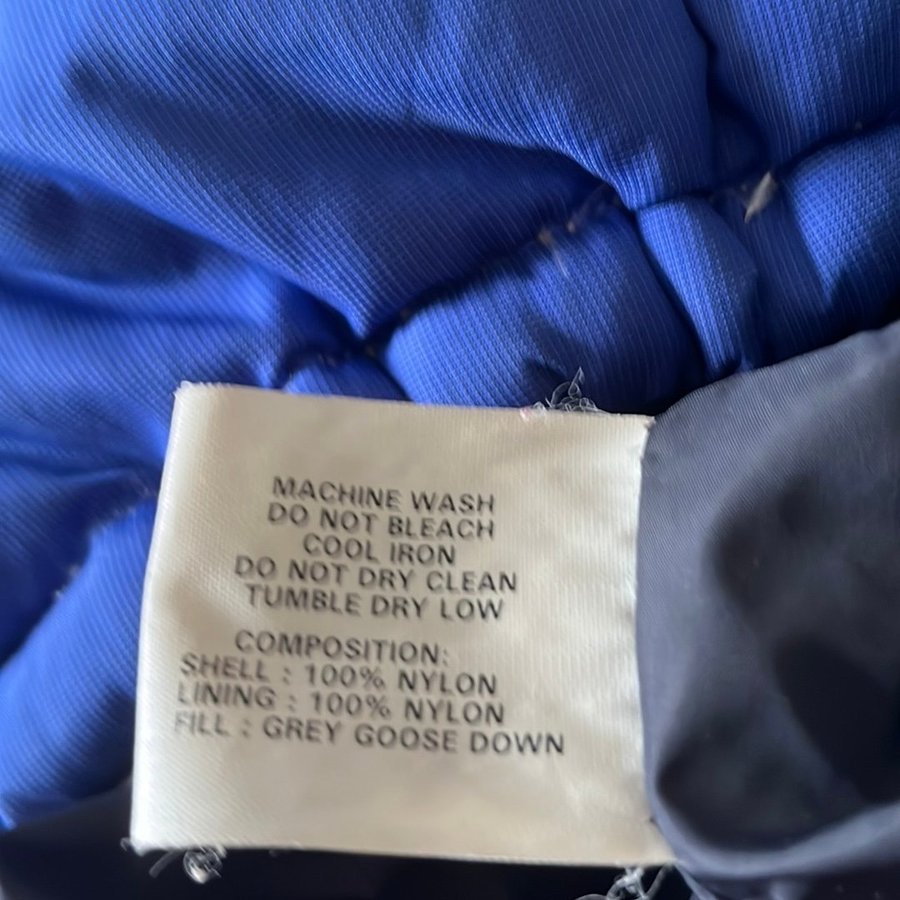 MACHINE WASH
DO NOT BLEACH
COOL IRON
DO NOT DRY CLEAN
TUMBLE DRY LOW
COMPOSITION:
SHELL : 100% NYLON
LINING : 100% NYLON
FILL : GREY GOOSE DOWN